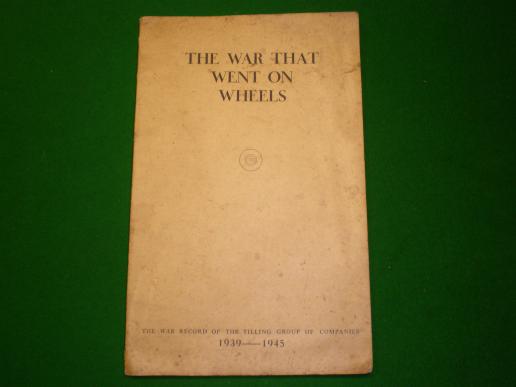 THE WAR THAT
WENT ON
WHEELS
THE WAR RECORD OF THE TILLING GROUP OF COMPANIES
1939—1945